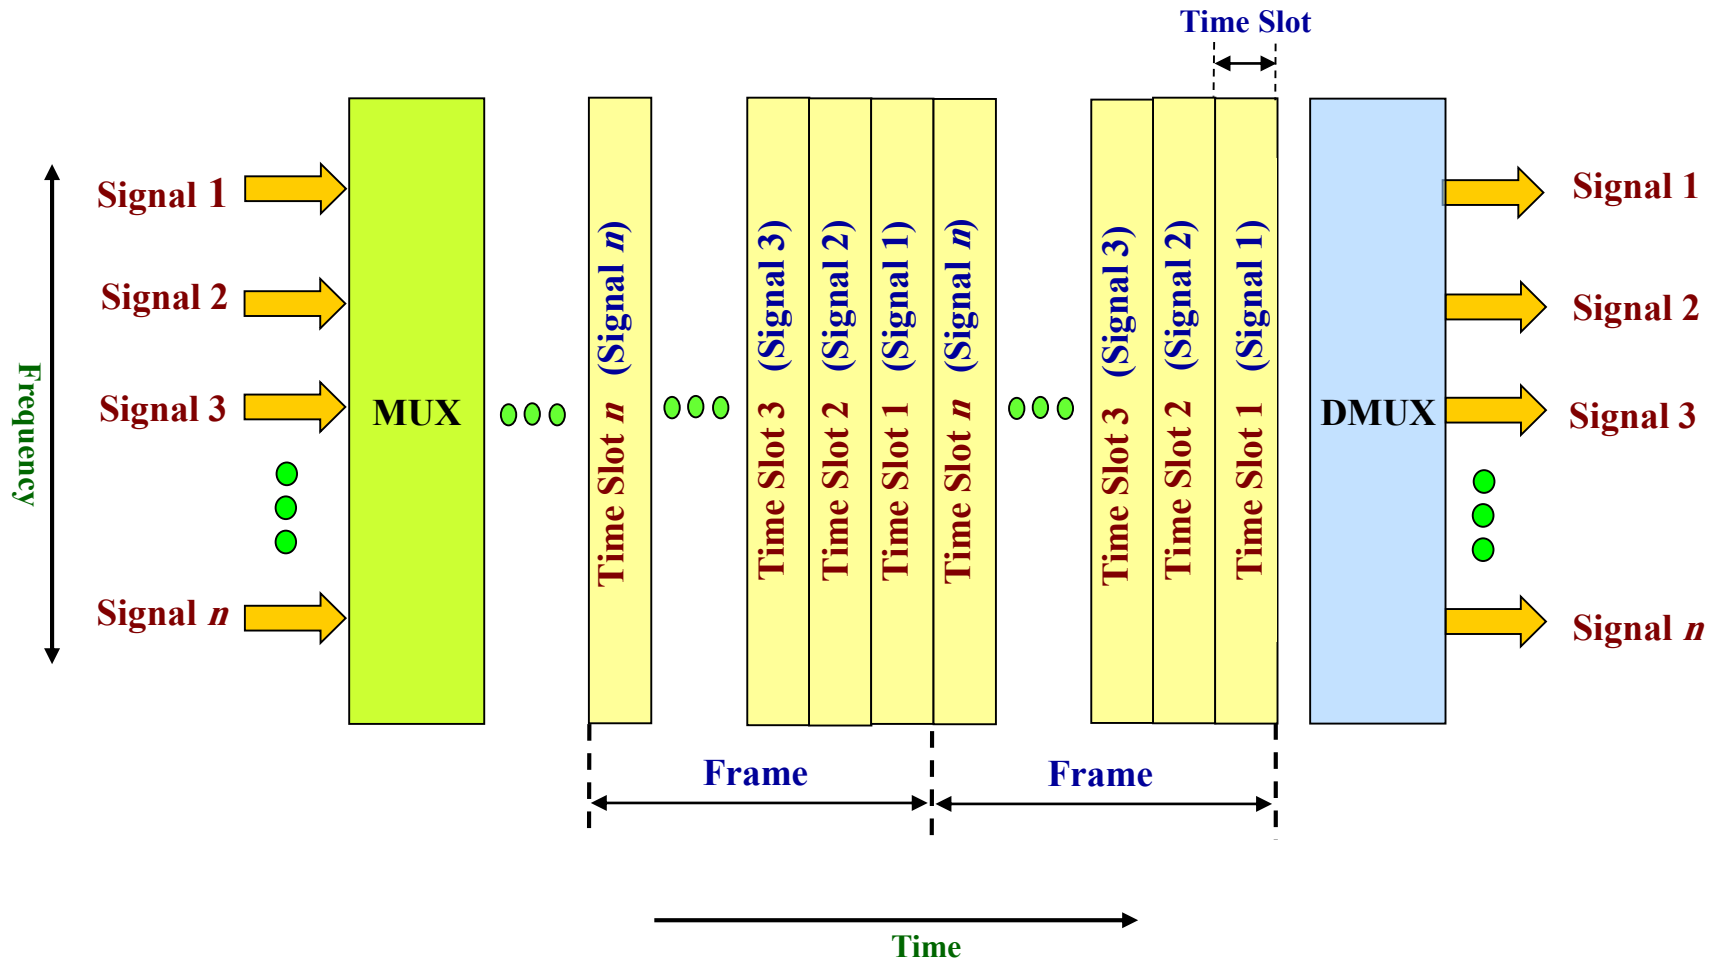 Time Slot
Signal 1
Signal 2
Signal 3
Signal n
Frequency
MUX
Time Slot n (Signal n)
Time Slot 3 (Signal 3)
Time Slot 2 (Signal 2)
Time Slot 1 (Signal 1)
Time Slot n (Signal n)
Time Slot 3 (Signal 3)
Time Slot 2 (Signal 2)
Time Slot 1 (Signal 1)
DMUX
Signal 1
Signal 2
Signal 3
Signal n
Frame
Frame
Time